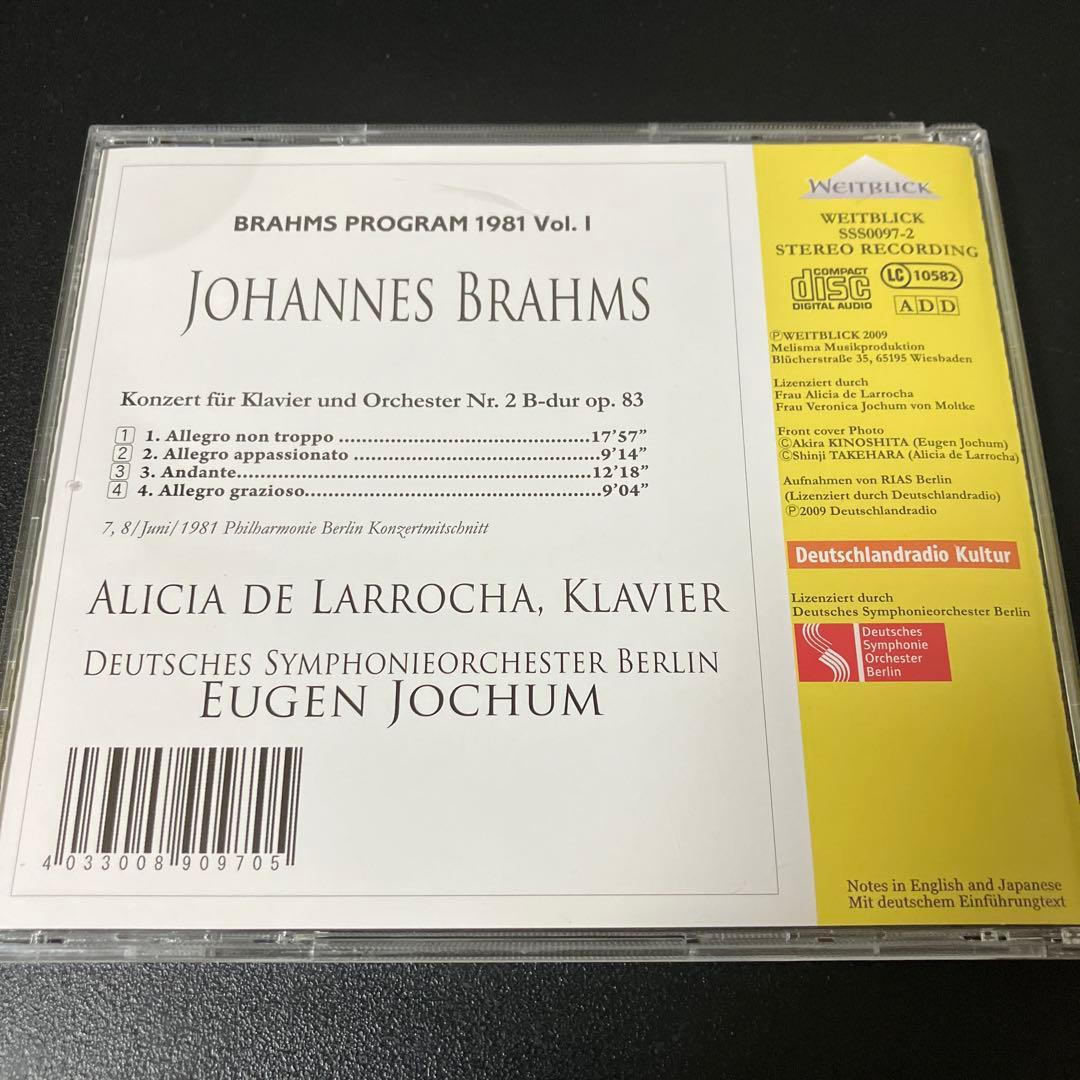 BRAHMS PROGRAM 1981 Vol. I
JOHANNES BRAHMS
Konzert für Klavier und Orchester Nr. 2 B-dur op. 83
1 1. Allegro non troppo ........................................17'57"
2 2. Allegro appassionato ........................................9'14"
3 3. Andante........................................12'18"
4 4. Allegro grazioso........................................9'04"
7, 8/Juni/1981 Philharmonie Berlin Konzertmitschnitt
ALICIA DE LARROCHA, KLAVIER
DEUTSCHES SYMPHONIEORCHESTER BERLIN
EUGEN JOCHUM
4 033008 909705
WEITBLICK
WEITBLICK
SSS0097-2
STEREO RECORDING
COMPACT
disc
DIGITAL AUDIO
LC 10582
ADD
ⓅWEITBLICK 2009
Melisma Musikproduktion
Blücherstraße 35, 65195 Wiesbaden
Lizenziert durch
Frau Alicia de Larrocha
Frau Veronica Jochum von Moltke
Front cover Photo
©Akira KINOSHITA (Eugen Jochum)
©Shinji TAKEHARA (Alicia de Larrocha)
Aufnahmen von RIAS Berlin
(Lizenziert durch Deutschlandradio)
Ⓟ2009 Deutschlandradio
Deutschlandradio Kultur
Lizenziert durch
Deutsches Symphonieorchester Berlin
Deutsches
Symphonie
Orchester
Berlin
Notes in English and Japanese
Mit deutschem Einführungtext